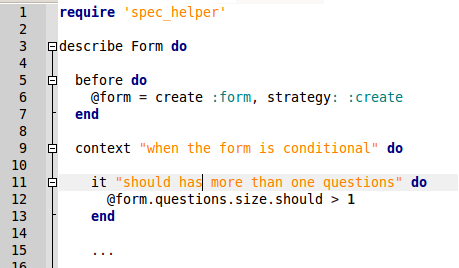 1 require 'spec_helper'
2
3 describe Form do
4
5 before do
6 @form = create :form, strategy: :create
7 end
8
9 context "when the form is conditional" do
10
11 it "should has more than one questions" do
12 @form.questions.size.should > 1
13 end
14
15 ...
16